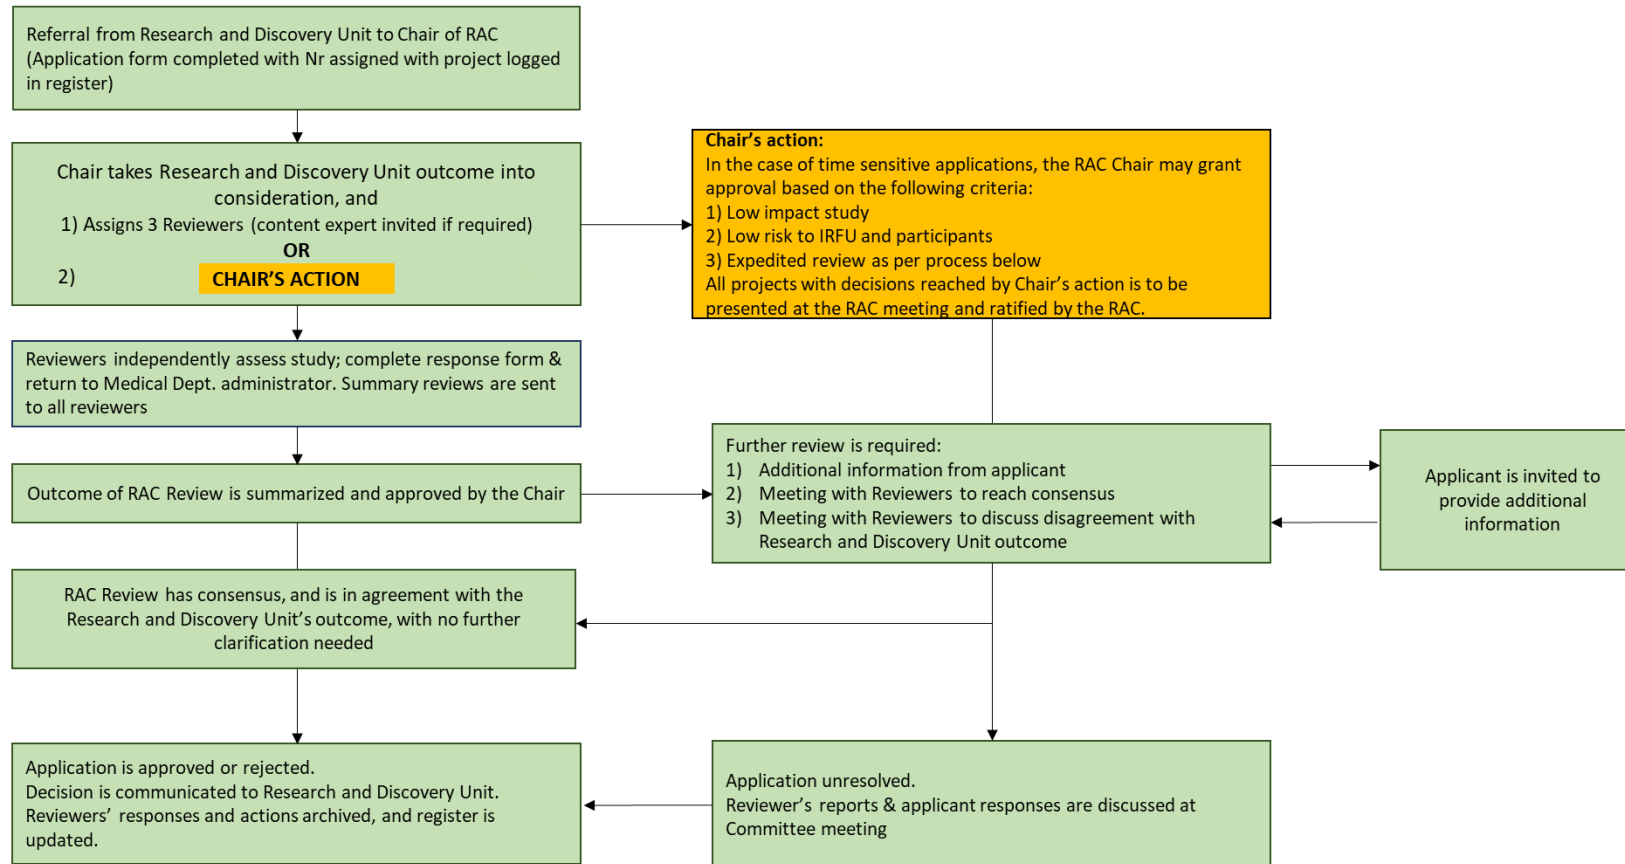 Referral from Research and Discovery Unit to Chair of RAC
(Application form completed with Nr assigned with project logged
in register)
Chair takes Research and Discovery Unit outcome into
consideration, and
1) Assigns 3 Reviewers (content expert invited if required)
OR
2) CHAIR'S ACTION
Chair's action:
In the case of time sensitive applications, the RAC Chair may grant
approval based on the following criteria:
1) Low impact study
2) Low risk to IRFU and participants
3) Expedited review as per process below
All projects with decisions reached by Chair's action is to be
presented at the RAC meeting and ratified by the RAC.
Reviewers independently assess study; complete response form &
return to Medical Dept. administrator. Summary reviews are sent
to all reviewers
Outcome of RAC Review is summarized and approved by the Chair
Further review is required:
1) Additional information from applicant
2) Meeting with Reviewers to reach consensus
3) Meeting with Reviewers to discuss disagreement with
Research and Discovery Unit outcome
Applicant is invited to
provide additional
information
RAC Review has consensus, and is in agreement with the
Research and Discovery Unit's outcome, with no further
clarification needed
Application is approved or rejected.
Decision is communicated to Research and Discovery Unit.
Reviewers' responses and actions archived, and register is
updated.
Application unresolved.
Reviewer's reports & applicant responses are discussed at
Committee meeting